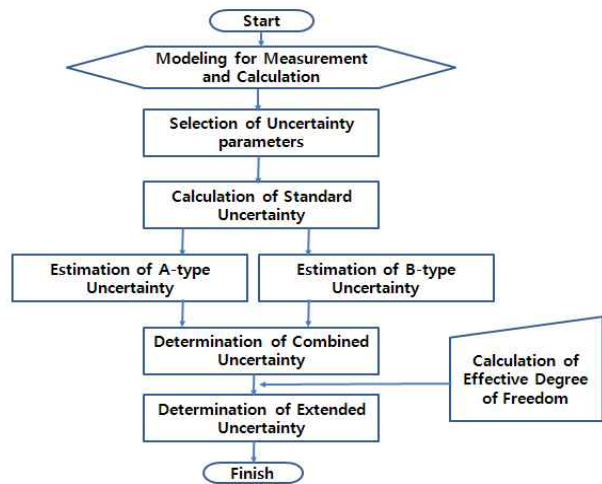 Start
Modeling for Measurement
and Calculation
Selection of Uncertainty
parameters
Calculation of Standard
Uncertainty
Estimation of A-type
Uncertainty
Estimation of B-type
Uncertainty
Determination of Combined
Uncertainty
Calculation of
Effective Degree
of Freedom
Determination of Extended
Uncertainty
Finish